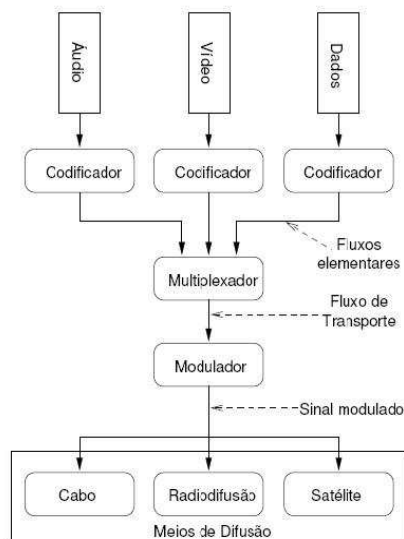 Áudio
Vídeo
Dados
Codificador
Cocificador
Codificador
Fluxos
elementares
Multiplexador
Fluxo de
Transporte
Modulador
Sinal modulado
Cabo
Radiodifusão
Satélite
Meios de Difusão